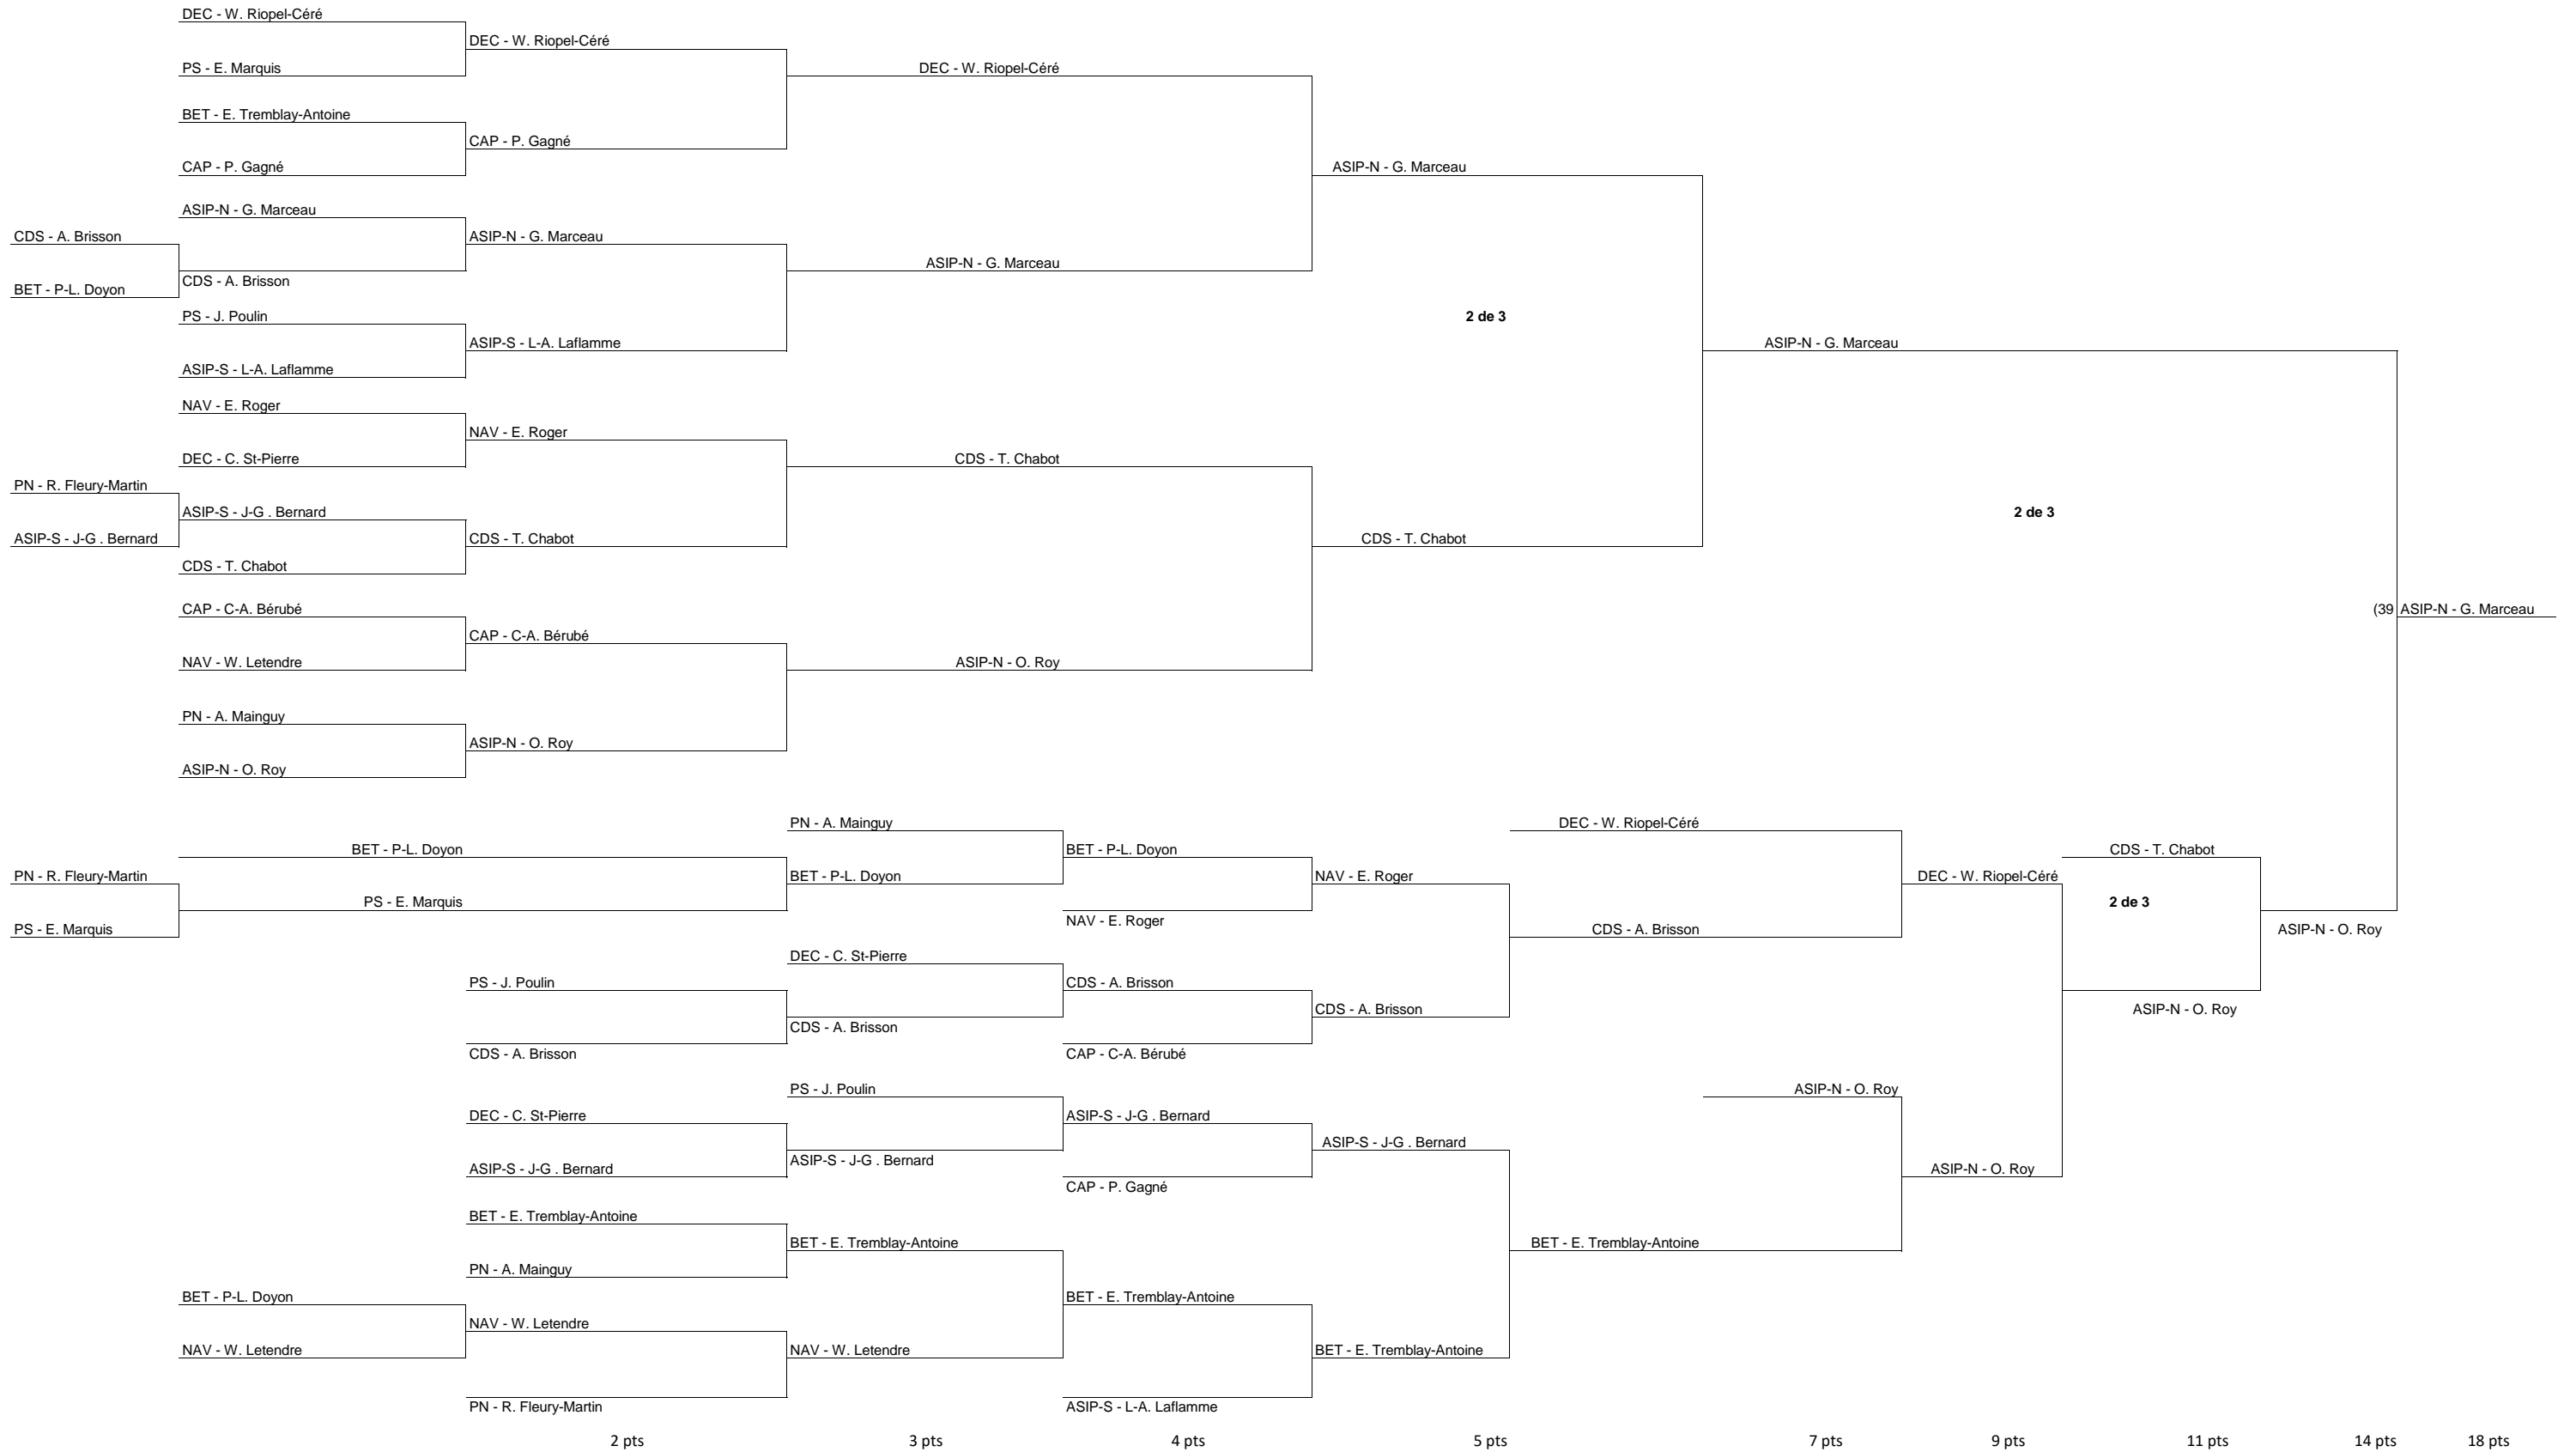 DEC - W. Riopel-Céré
DEC - W. Riopel-Céré
PS - E. Marquis
DEC - W. Riopel-Céré
BET - E. Tremblay-Antoine
CAP - P. Gagné
CAP - P. Gagné
ASIP-N - G. Marceau
ASIP-N - G. Marceau
CDS - A. Brisson
ASIP-N - G. Marceau
ASIP-N - G. Marceau
CDS - A. Brisson
BET - P-L. Doyon
PS - J. Poulin
2 de 3
ASIP-S - L-A. Laflamme
ASIP-N - G. Marceau
ASIP-S - L-A. Laflamme
NAV - E. Roger
NAV - E. Roger
DEC - C. St-Pierre
CDS - T. Chabot
PN - R. Fleury-Martin
ASIP-S - J-G . Bernard
2 de 3
ASIP-S - J-G . Bernard
CDS - T. Chabot
CDS - T. Chabot
CDS - T. Chabot
CAP - C-A. Bérubé
(39
ASIP-N - G. Marceau
CAP - C-A. Bérubé
NAV - W. Letendre
ASIP-N - O. Roy
PN - A. Mainguy
ASIP-N - O. Roy
ASIP-N - O. Roy
PN - A. Mainguy
DEC - W. Riopel-Céré
BET - P-L. Doyon
BET - P-L. Doyon
CDS - T. Chabot
PN - R. Fleury-Martin
BET - P-L. Doyon
NAV - E. Roger
DEC - W. Riopel-Céré
PS - E. Marquis
2 de 3
NAV - E. Roger
PS - E. Marquis
CDS - A. Brisson
ASIP-N - O. Roy
DEC - C. St-Pierre
PS - J. Poulin
CDS - A. Brisson
CDS - A. Brisson
ASIP-N - O. Roy
CDS - A. Brisson
CDS - A. Brisson
CAP - C-A. Bérubé
PS - J. Poulin
ASIP-N - O. Roy
DEC - C. St-Pierre
ASIP-S - J-G . Bernard
ASIP-S - J-G . Bernard
ASIP-S - J-G . Bernard
ASIP-S - J-G . Bernard
ASIP-N - O. Roy
CAP - P. Gagné
BET - E. Tremblay-Antoine
BET - E. Tremblay-Antoine
BET - E. Tremblay-Antoine
PN - A. Mainguy
BET - P-L. Doyon
BET - E. Tremblay-Antoine
NAV - W. Letendre
NAV - W. Letendre
NAV - W. Letendre
BET - E. Tremblay-Antoine
PN - R. Fleury-Martin
ASIP-S - L-A. Laflamme
2 pts
3 pts
4 pts
5 pts
7 pts
9 pts
11 pts
14 pts
18 pts